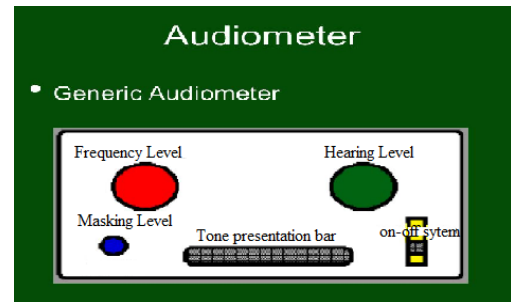 Audiometer
• Generic Audiometer
Frequency Level
Hearing Level
Masking Level
Tone presentation bar
on-off sytem